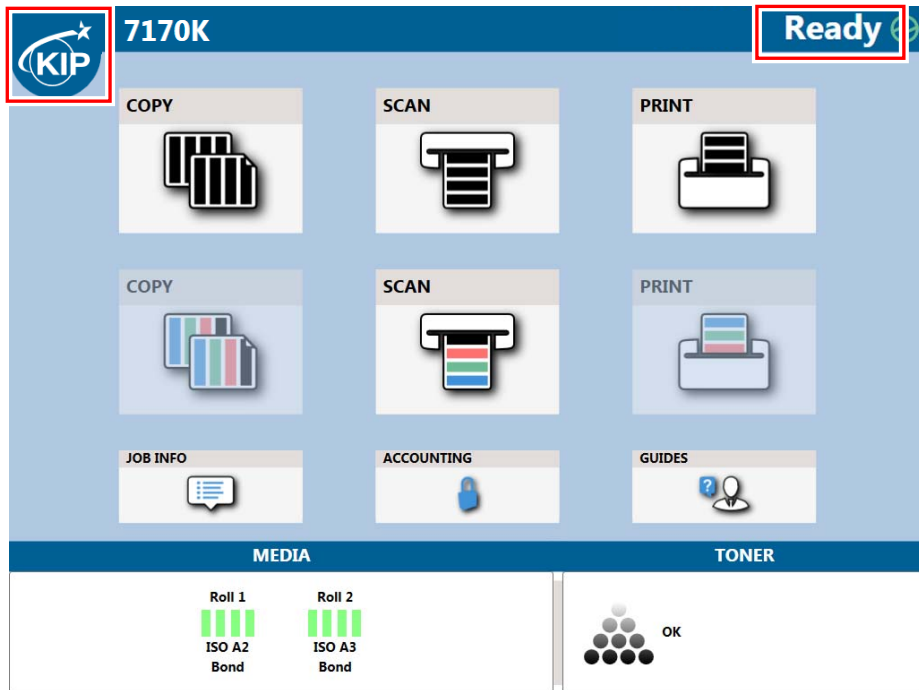 KIP
7170K
Ready
COPY
SCAN
PRINT
COPY
SCAN
PRINT
JOB INFO
ACCOUNTING
GUIDES
?
MEDIA
TONER
Roll 1
Roll 2
ISO A2
ISO A3
Bond
Bond
OK